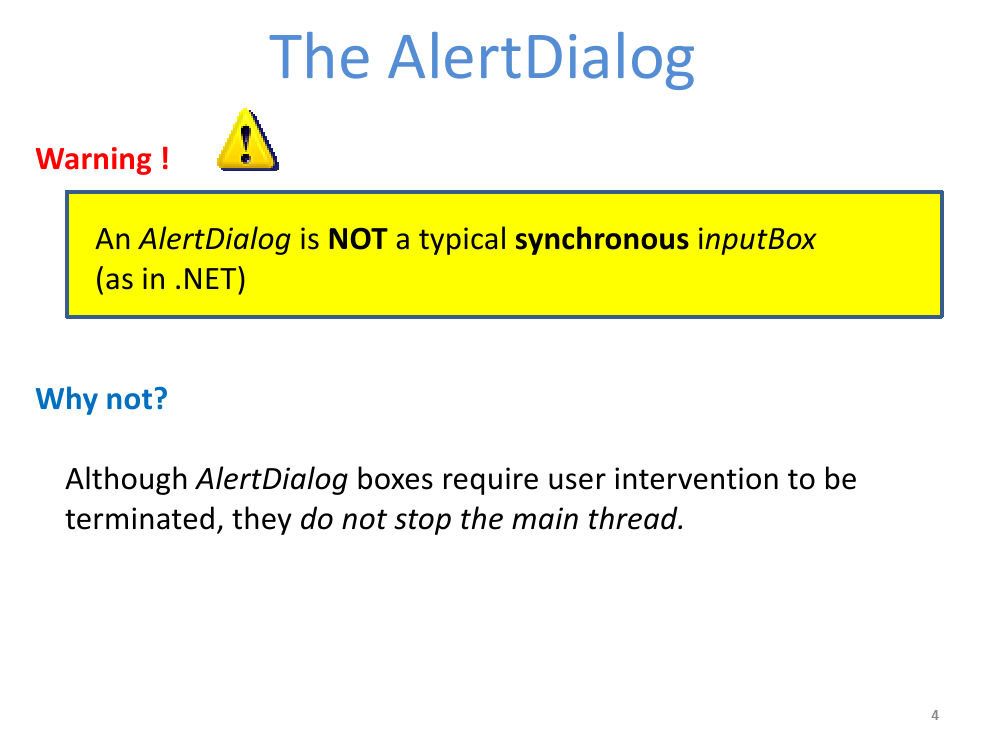 The AlertDialog
Warning !
An AlertDialog is NOT a typical synchronous inputBox
(as in .NET)
Why not?
Although AlertDialog boxes require user intervention to be
terminated, they do not stop the main thread.
4